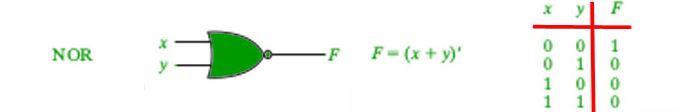 x y F
NOR x y F F = (x + y)' 
0 0 1
0 1 0
1 0 0
1 1 0